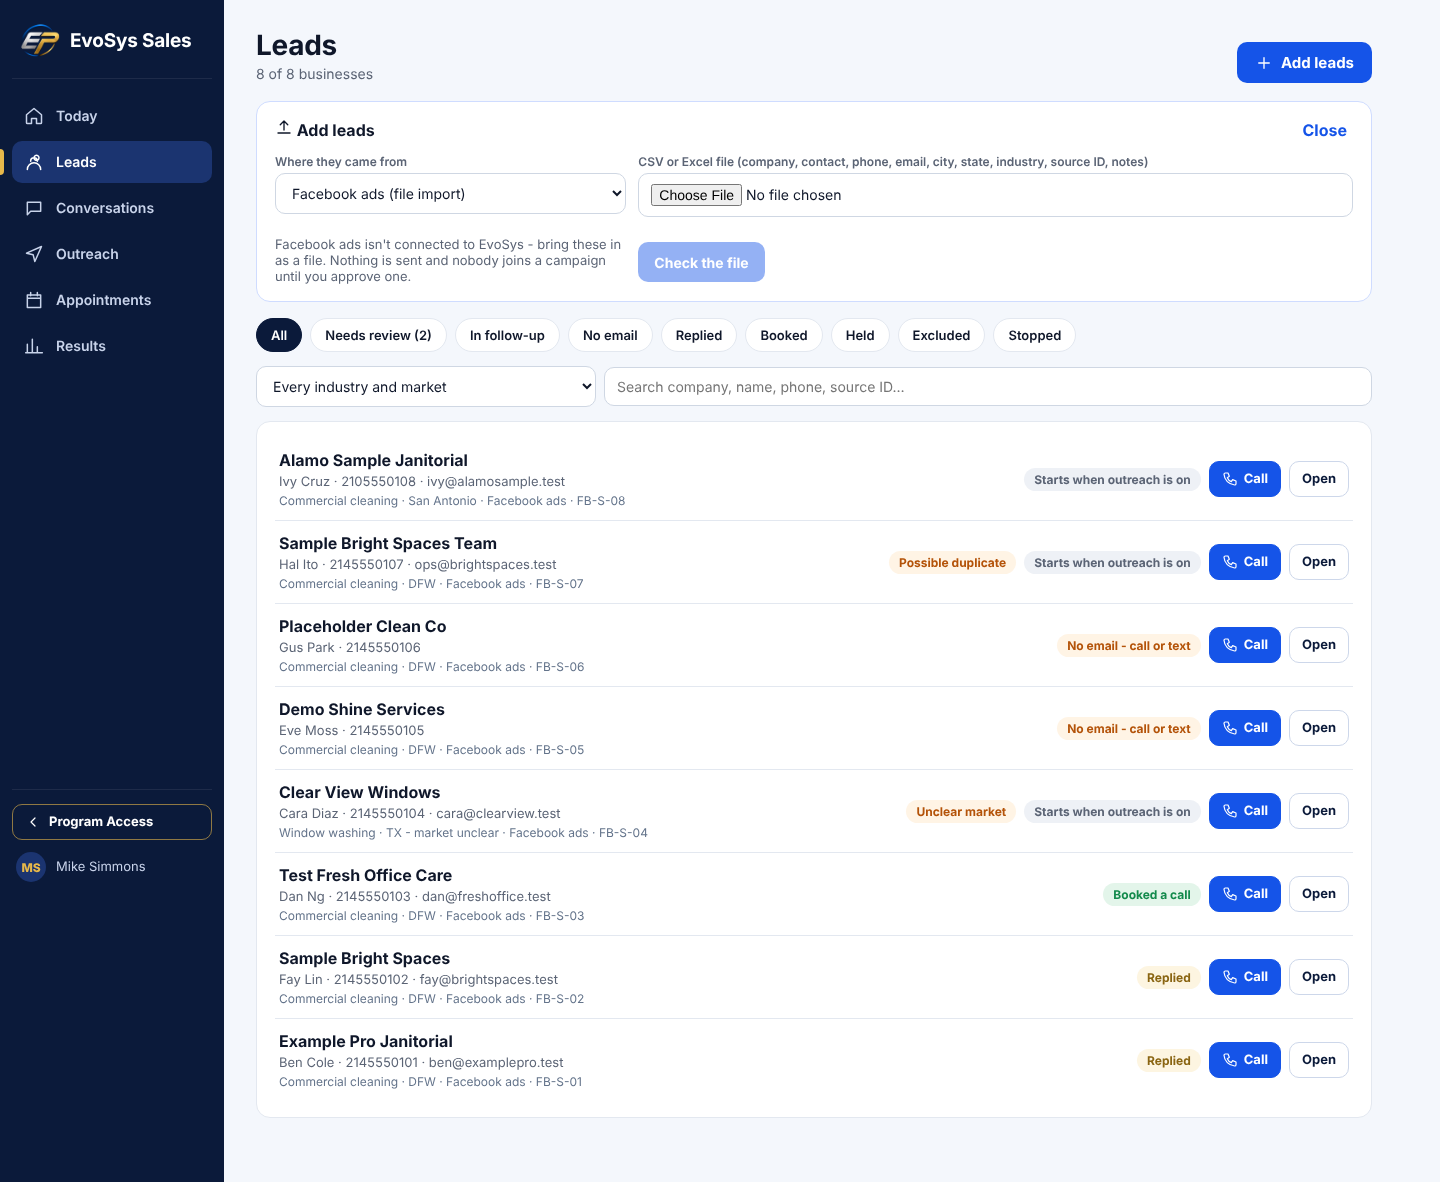 EP EvoSys Sales
Today
Leads
Conversations
Outreach
Appointments
Results
Program Access
MS Mike Simmons
Leads
8 of 8 businesses
Add leads
Add leads
Close
Where they came from
Facebook ads (file import)
CSV or Excel file (company, contact, phone, email, city, state, industry, source ID, notes)
Choose File No file chosen
Facebook ads isn't connected to EvoSys - bring these in
as a file. Nothing is sent and nobody joins a campaign
until you approve one.
Check the file
All Needs review (2) In follow-up No email Replied Booked Held Excluded Stopped
Every industry and market
Search company, name, phone, source ID...
Alamo Sample Janitorial
Ivy Cruz · 2105550108 · ivy@alamosample.test
Commercial cleaning · San Antonio · Facebook ads · FB-S-08
Starts when outreach is on Call Open
Sample Bright Spaces Team
Hal Ito · 2145550107 · ops@brightspaces.test
Commercial cleaning · DFW · Facebook ads · FB-S-07
Possible duplicate Starts when outreach is on Call Open
Placeholder Clean Co
Gus Park · 2145550106
Commercial cleaning · DFW · Facebook ads · FB-S-06
No email - call or text Call Open
Demo Shine Services
Eve Moss · 2145550105
Commercial cleaning · DFW · Facebook ads · FB-S-05
No email - call or text Call Open
Clear View Windows
Cara Diaz · 2145550104 · cara@clearview.test
Window washing · TX - market unclear · Facebook ads · FB-S-04
Unclear market Starts when outreach is on Call Open
Test Fresh Office Care
Dan Ng · 2145550103 · dan@freshoffice.test
Commercial cleaning · DFW · Facebook ads · FB-S-03
Booked a call Call Open
Sample Bright Spaces
Fay Lin · 2145550102 · fay@brightspaces.test
Commercial cleaning · DFW · Facebook ads · FB-S-02
Replied Call Open
Example Pro Janitorial
Ben Cole · 2145550101 · ben@examplepro.test
Commercial cleaning · DFW · Facebook ads · FB-S-01
Replied Call Open